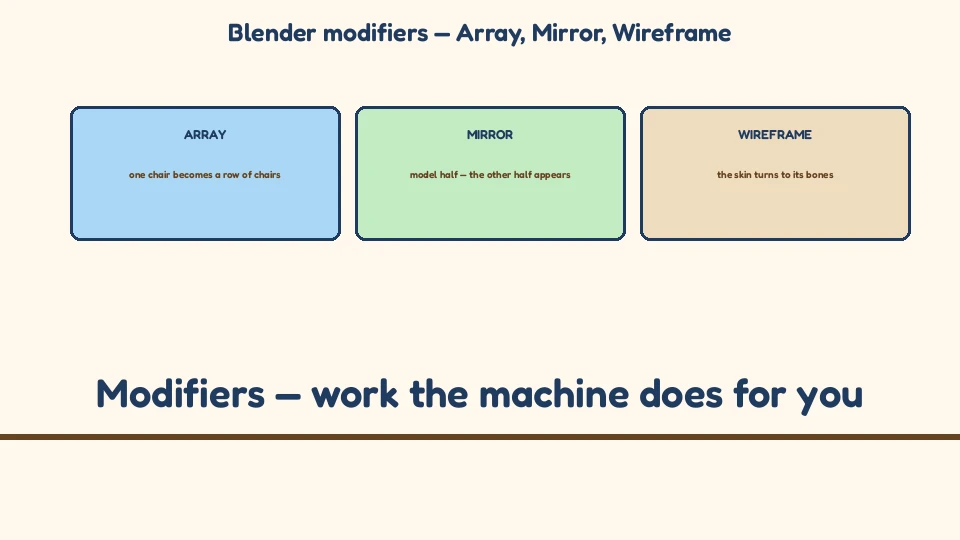 Blender modifiers — Array, Mirror, Wireframe
ARRAY
one chair becomes a row of chairs
MIRROR
model half — the other half appears
WIREFRAME
the skin turns to its bones
Modifiers — work the machine does for you